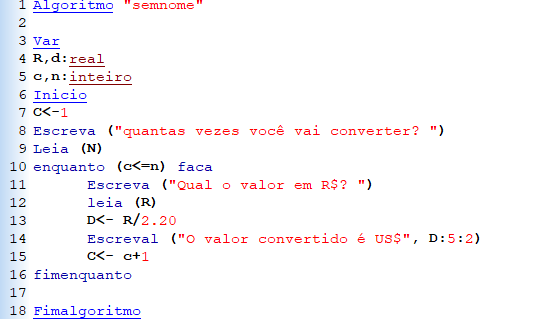 1 Algoritmo "semnome"
2
3 Var
4 R,d:real
5 c,n:inteiro
6 Inicio
7 C<-1
8 Escreva ("quantas vezes você vai converter? ")
9 Leia (N)
10 enquanto (c<=n) faca
11 Escreva ("Qual o valor em R$? ")
12 leia (R)
13 D<- R/2.20
14 Escreval ("O valor convertido é US$", D:5:2)
15 C<- c+1
16 fimenquanto
17
18 Fimalgoritmo